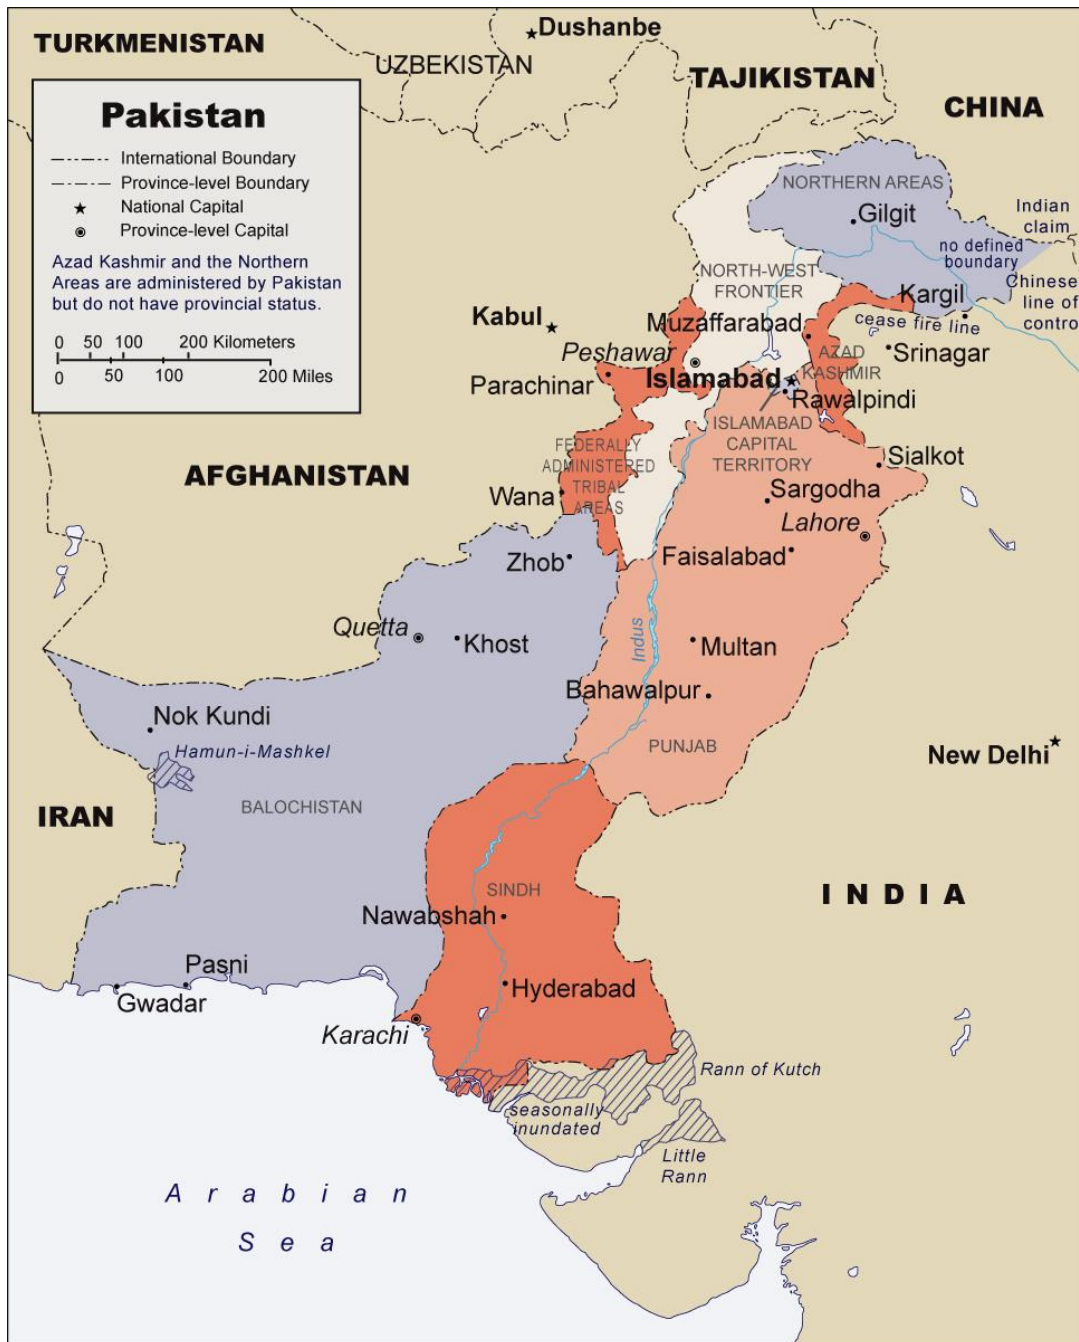 TURKMENISTAN
Dushanbe
UZBEKISTAN
TAJIKISTAN
CHINA
Pakistan
International Boundary
Province-level Boundary
National Capital
Province-level Capital
Azad Kashmir and the Northern
Areas are administered by Pakistan
but do not have provincial status.
0 50 100 200 Kilometers
0 50 100 200 Miles
NORTHERN AREAS
Gilgit
Indian
claim
no defined
boundary
Chinese
line of
contro
NORTH-WEST
FRONTIER
Kargil
Kabul
Muzaffarabad
cease fire line
Peshawar
AZAD
KASHMIR
Srinagar
Parachinar
Islamabad
Rawalpindi
ISLAMABAD
CAPITAL
TERRITORY
FEDERALLY
ADMINISTERED
TRIBAL
AREAS
Sialkot
AFGHANISTAN
Wana
Sargodha
Lahore
Zhob
Faisalabad
Quetta
Khost
Indus
Multan
Bahawalpur
Nok Kundi
Hamun-i-Mashkel
PUNJAB
New Delhi
IRAN
BALOCHISTAN
SINDH
INDIA
Nawabshah
Pasni
Gwadar
Hyderabad
Karachi
Rann of Kutch
seasonally
inundated
Little
Rann
Arabian
Sea